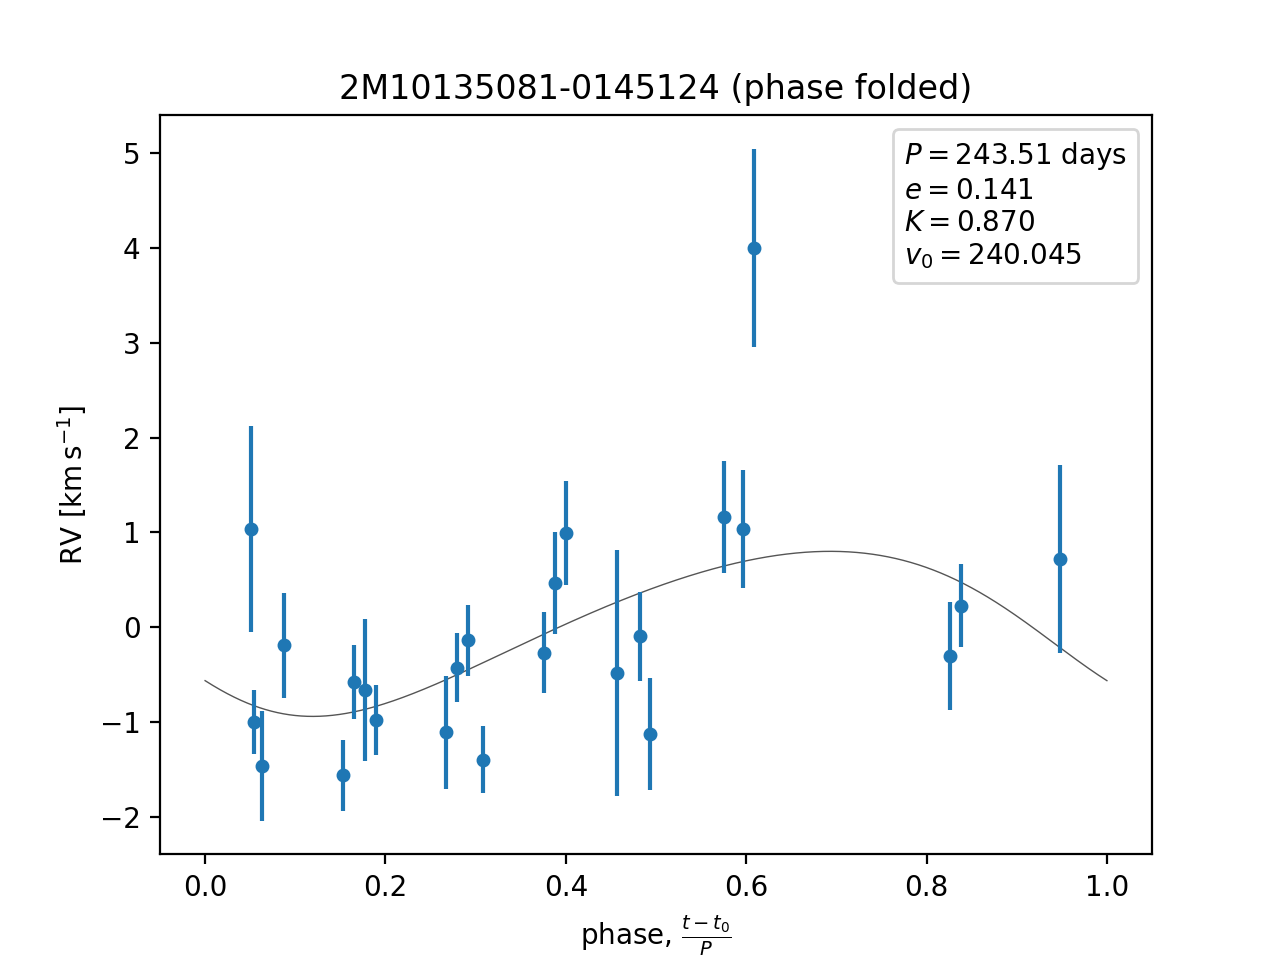 2M10135081-0145124 (phase folded)
P = 243.51 days
e = 0.141
K = 0.870
v₀ = 240.045
5
4
3
2
1
0
−1
−2
RV [km s⁻¹]
0.0 0.2 0.4 0.6 0.8 1.0
phase, (t − t₀)/P